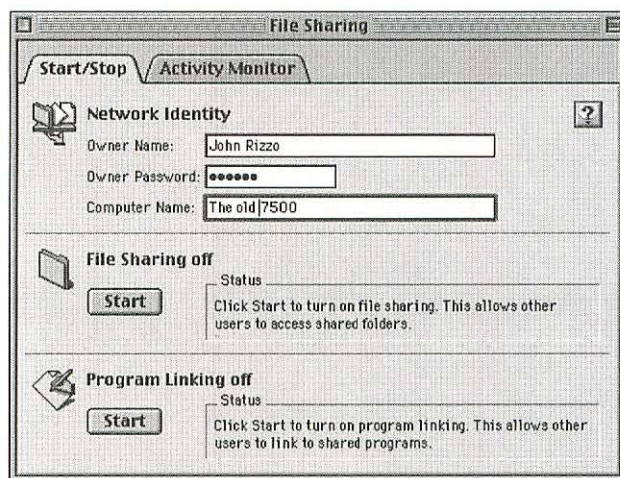 File Sharing
Start/Stop
Activity Monitor
Network Identity
?
Owner Name: John Rizzo
Owner Password: ••••••
Computer Name: The old 7500
File Sharing off
Status
Start
Click Start to turn on file sharing. This allows other
users to access shared folders.
Program Linking off
Status
Start
Click Start to turn on program linking. This allows other
users to link to shared programs.